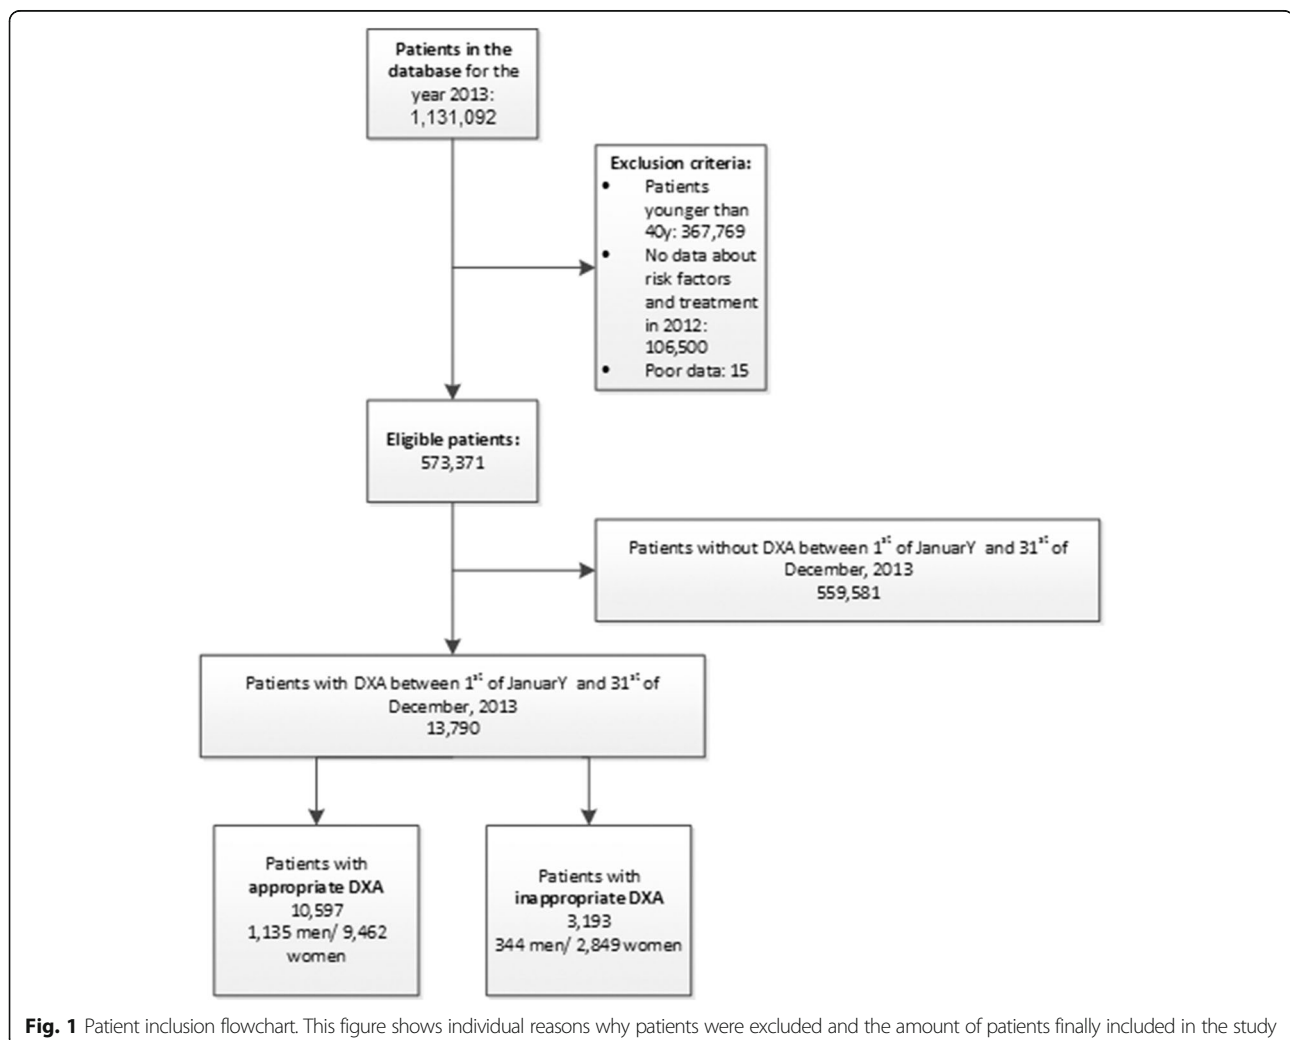 Patients in the
database for the
year 2013:
1,131,092
Exclusion criteria:
• Patients
younger than
40y: 367,769
• No data about
risk factors
and treatment
in 2012:
106,500
• Poor data: 15
Eligible patients:
573,371
Patients without DXA between 1st of JanuarY and 31st of
December, 2013
559,581
Patients with DXA between 1st of JanuarY and 31st of
December, 2013
13,790
Patients with
appropriate DXA
10,597
1,135 men/ 9,462
women
Patients with
inappropriate DXA
3,193
344 men/ 2,849 women
Fig. 1 Patient inclusion flowchart. This figure shows individual reasons why patients were excluded and the amount of patients finally included in the study